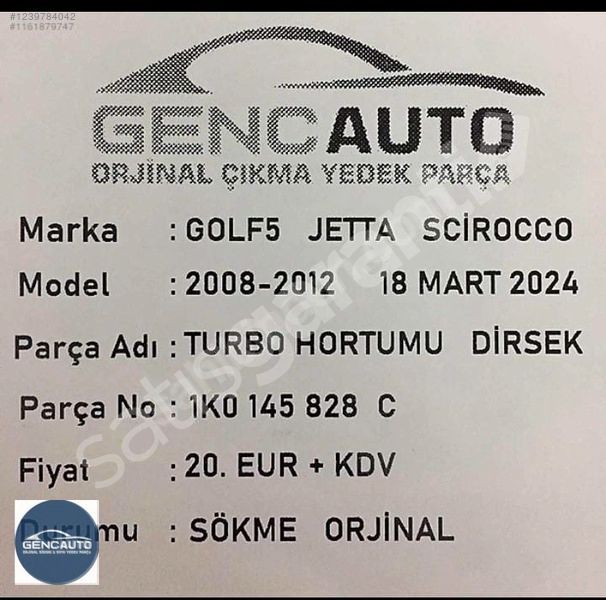 #1239784042
#1161879747
GENCAUTO
ORJİNAL ÇIKMA YEDEK PARÇA
Marka : GOLF5 JETTA SCİROCCO
Model : 2008-2012 18 MART 2024
Parça Adı : TURBO HORTUMU DİRSEK
Parça No : 1K0 145 828 C
Fiyat : 20. EUR + KDV
Durumu : SÖKME ORJİNAL
GENCAUTO